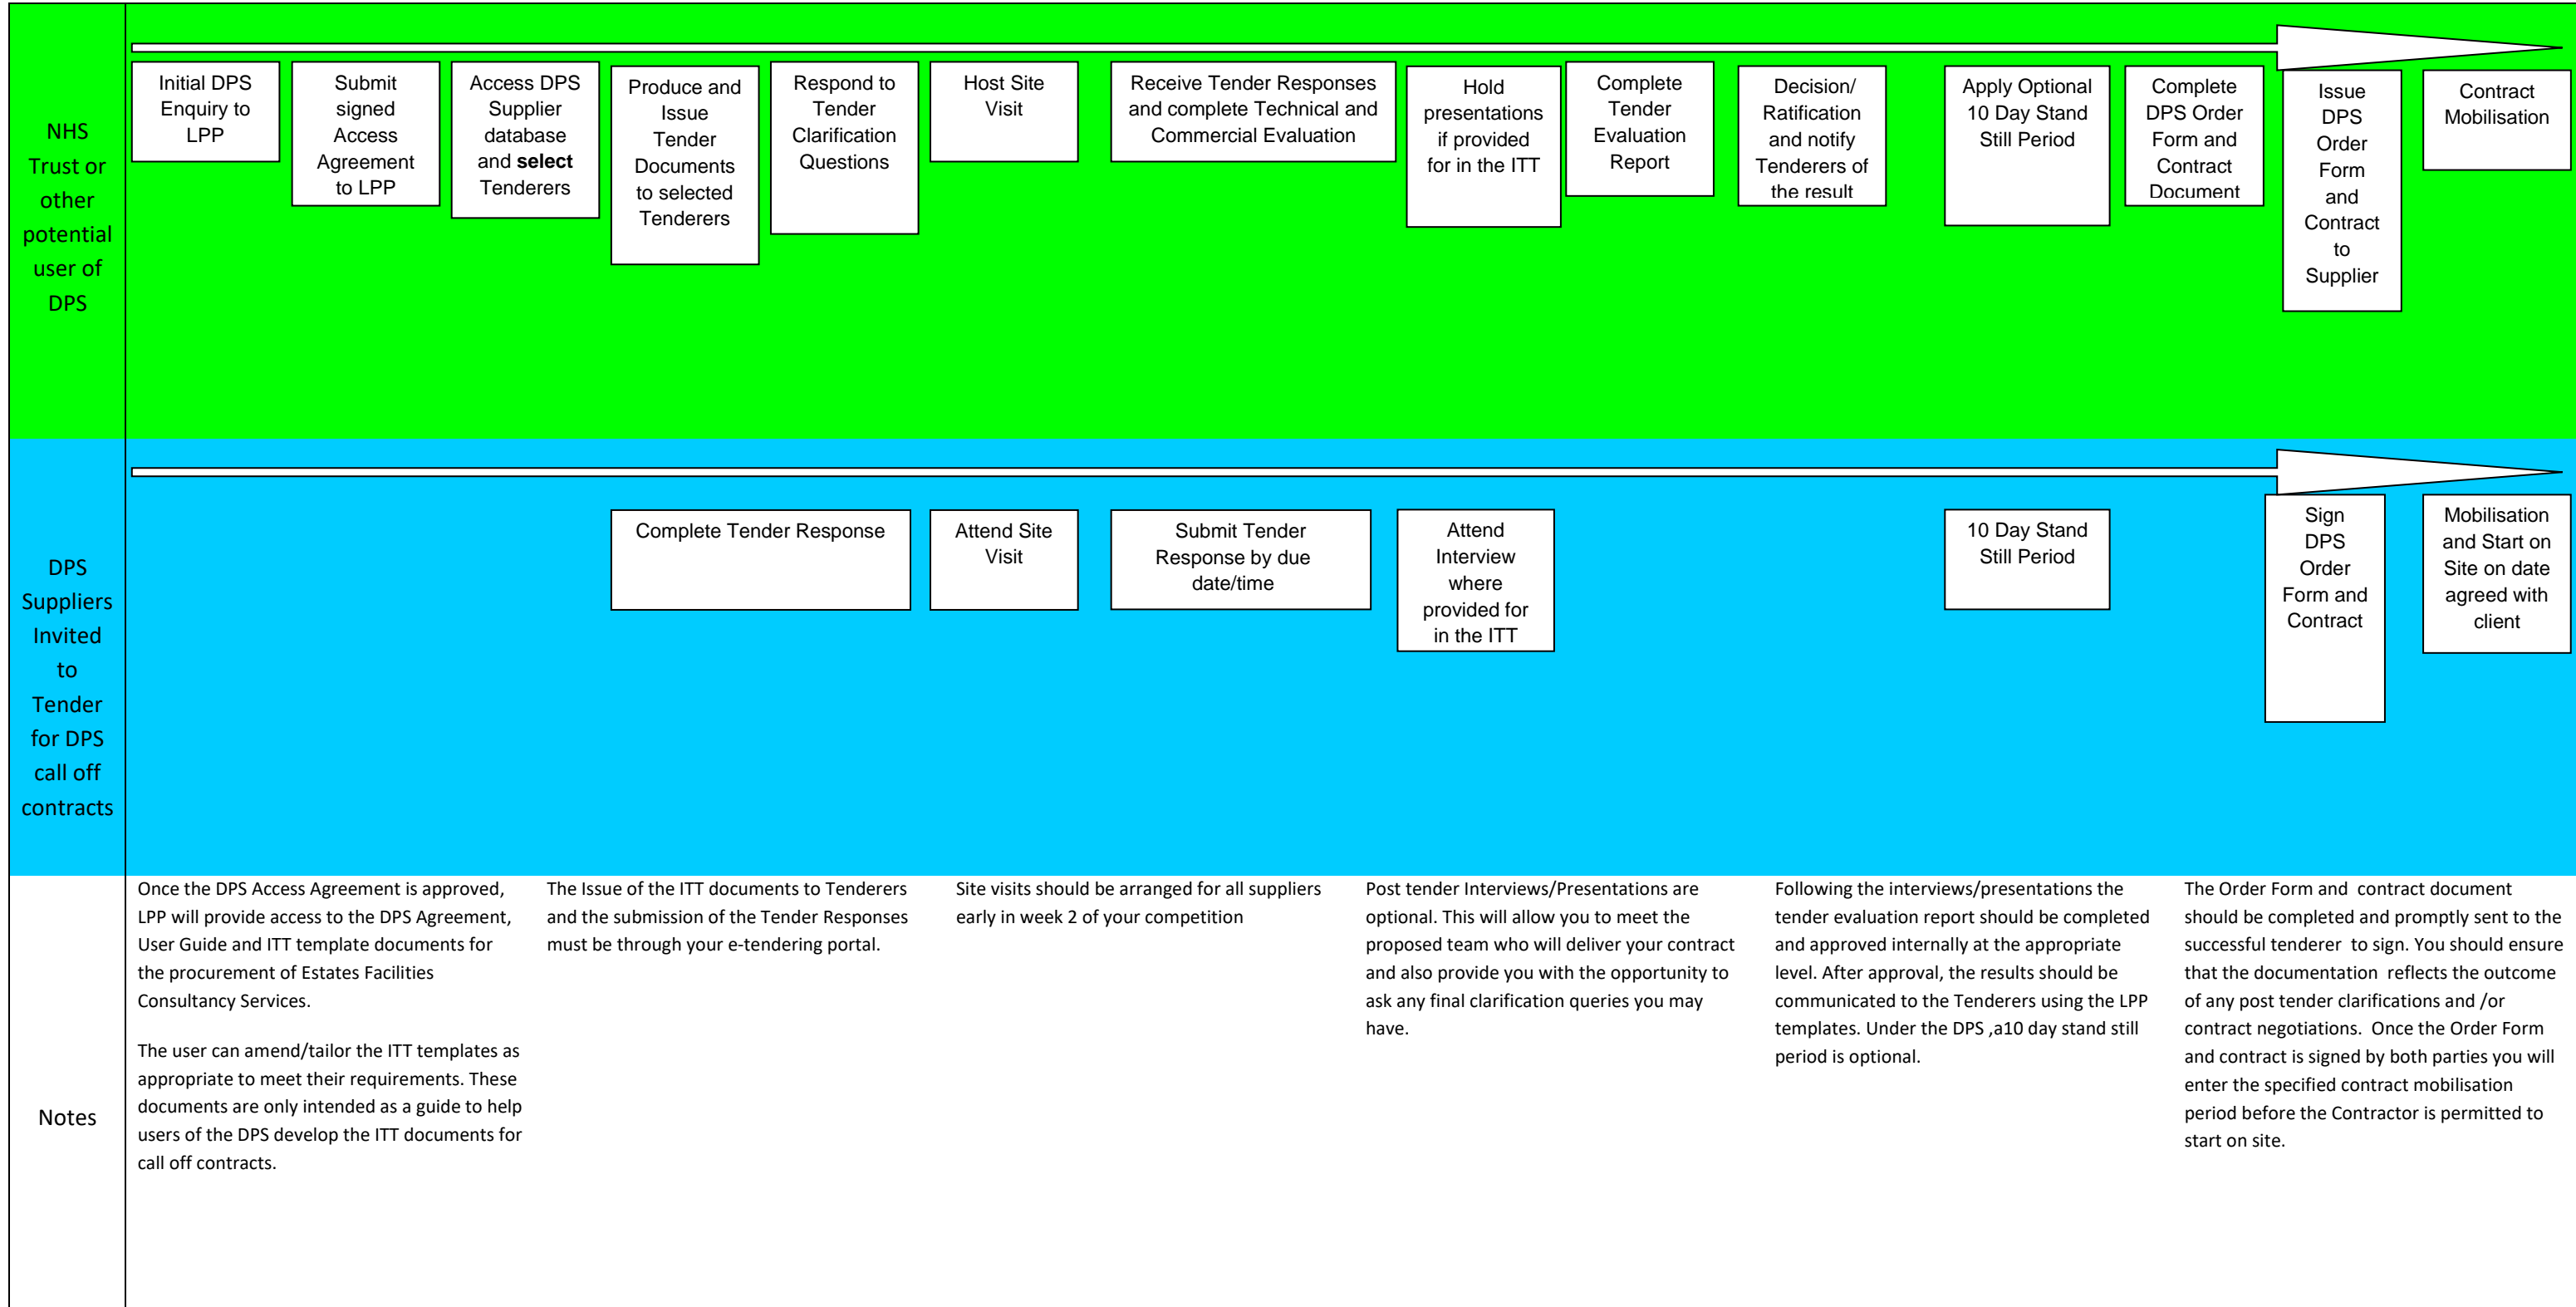 NHS
Trust or
other
potential
user of
DPS
Initial DPS
Enquiry to
LPP
Submit
signed
Access
Agreement
to LPP
Access DPS
Supplier
database
and select
Tenderers
Produce and
Issue
Tender
Documents
to selected
Tenderers
Respond to
Tender
Clarification
Questions
Host Site
Visit
Receive Tender Responses
and complete Technical and
Commercial Evaluation
Hold
presentations
if provided
for in the ITT
Complete
Tender
Evaluation
Report
Decision/
Ratification
and notify
Tenderers of
the result
Apply Optional
10 Day Stand
Still Period
Complete
DPS Order
Form and
Contract
Document
Issue
DPS
Order
Form
and
Contract
to
Supplier
Contract
Mobilisation
DPS
Suppliers
Invited
to
Tender
for DPS
call off
contracts
Complete Tender Response
Attend Site
Visit
Submit Tender
Response by due
date/time
Attend
Interview
where
provided for
in the ITT
10 Day Stand
Still Period
Sign
DPS
Order
Form and
Contract
Mobilisation
and Start on
Site on date
agreed with
client
Notes
Once the DPS Access Agreement is approved,
LPP will provide access to the DPS Agreement,
User Guide and ITT template documents for
the procurement of Estates Facilities
Consultancy Services.
The user can amend/tailor the ITT templates as
appropriate to meet their requirements. These
documents are only intended as a guide to help
users of the DPS develop the ITT documents for
call off contracts.
The Issue of the ITT documents to Tenderers
and the submission of the Tender Responses
must be through your e-tendering portal.
Site visits should be arranged for all suppliers
early in week 2 of your competition
Post tender Interviews/Presentations are
optional. This will allow you to meet the
proposed team who will deliver your contract
and also provide you with the opportunity to
ask any final clarification queries you may
have.
Following the interviews/presentations the
tender evaluation report should be completed
and approved internally at the appropriate
level. After approval, the results should be
communicated to the Tenderers using the LPP
templates. Under the DPS ,a10 day stand still
period is optional.
The Order Form and contract document
should be completed and promptly sent to the
successful tenderer to sign. You should ensure
that the documentation reflects the outcome
of any post tender clarifications and /or
contract negotiations. Once the Order Form
and contract is signed by both parties you will
enter the specified contract mobilisation
period before the Contractor is permitted to
start on site.